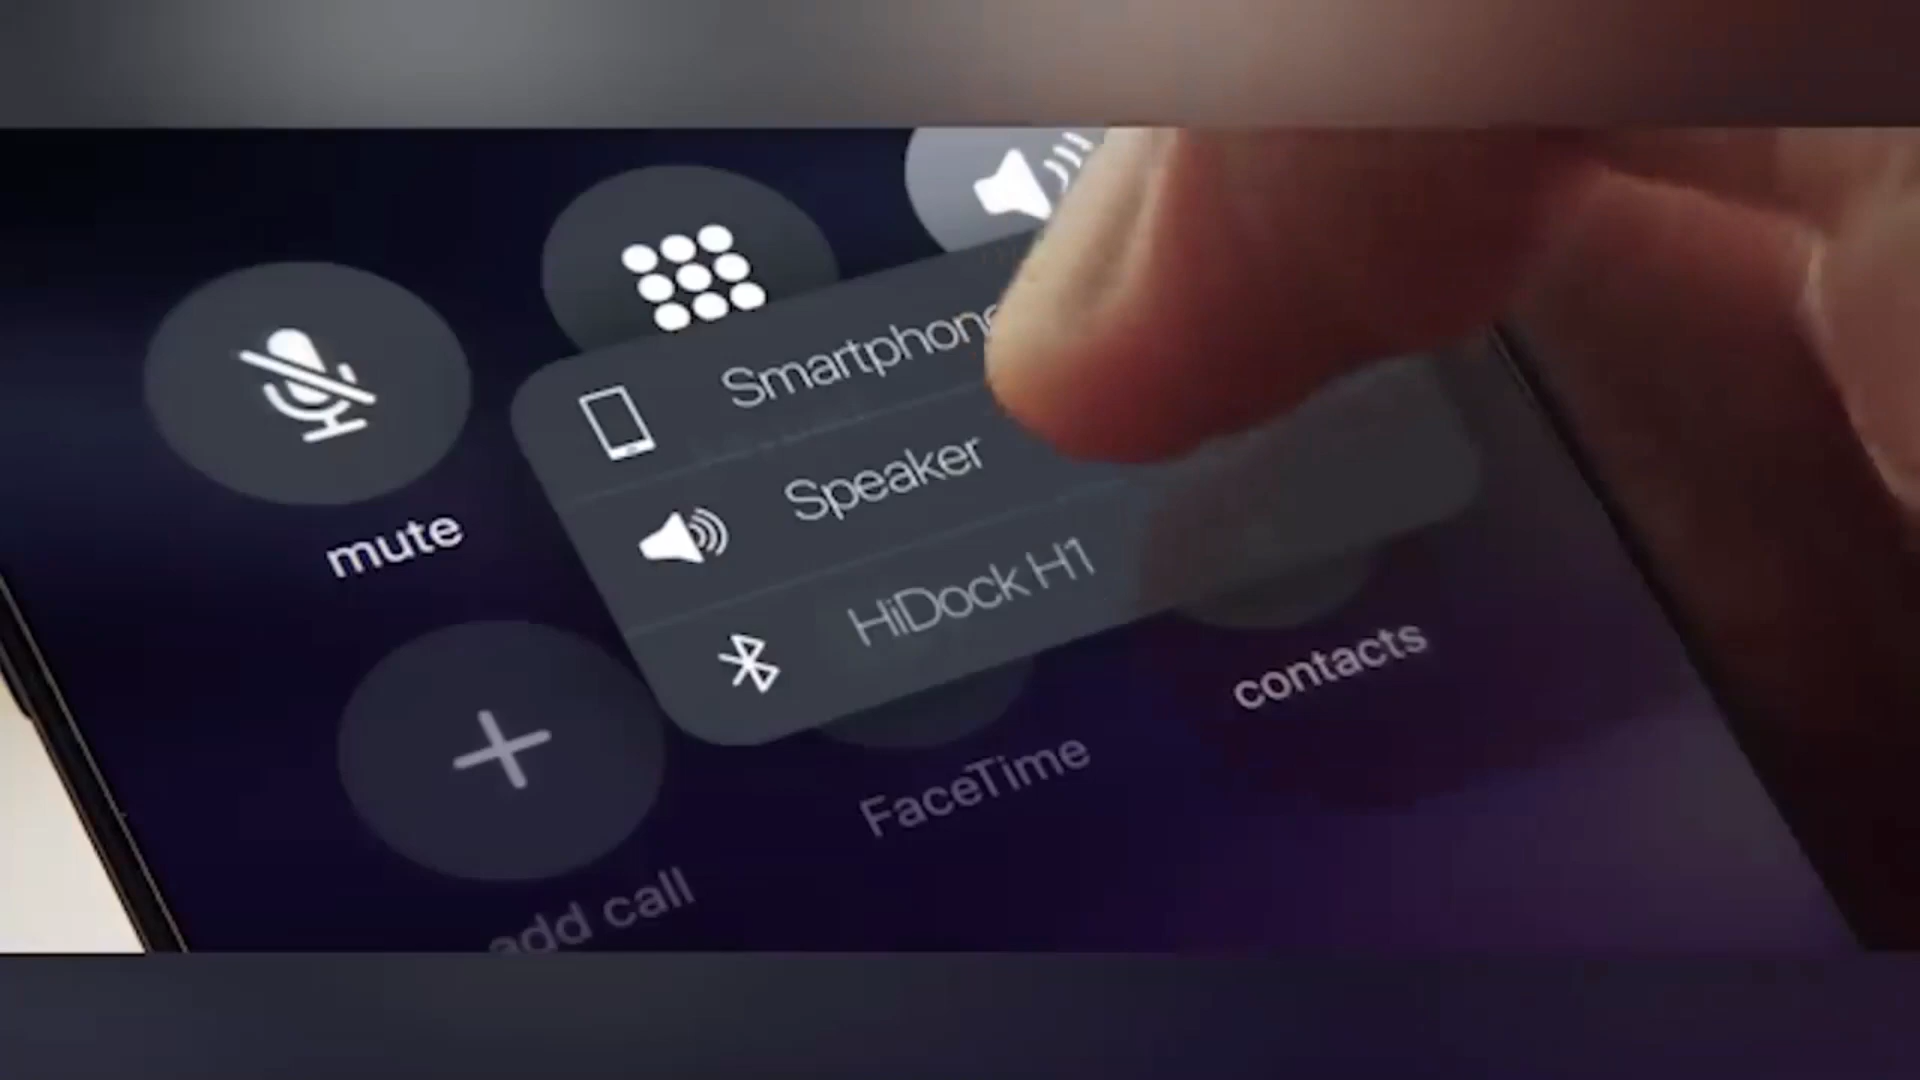 Smartphone
Speaker
HiDock H1
mute
contacts
FaceTime
add call